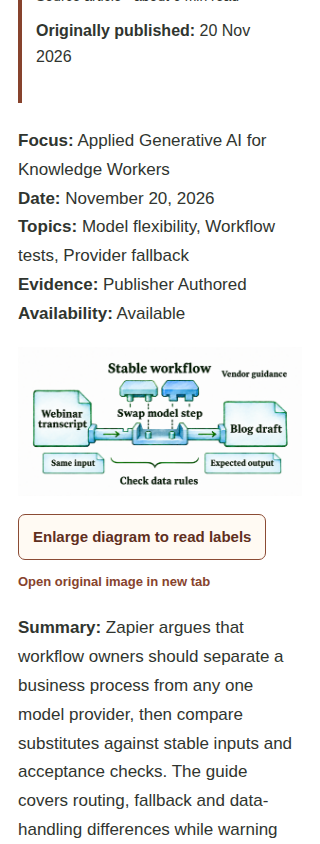 Originally published: 20 Nov
2026
Focus: Applied Generative AI for
Knowledge Workers
Date: November 20, 2026
Topics: Model flexibility, Workflow
tests, Provider fallback
Evidence: Publisher Authored
Availability: Available
Stable workflow
Vendor guidance
Webinar
transcript
Swap model step
Blog draft
Same input
Expected output
Check data rules
Enlarge diagram to read labels
Open original image in new tab
Summary: Zapier argues that
workflow owners should separate a
business process from any one
model provider, then compare
substitutes against stable inputs and
acceptance checks. The guide
covers routing, fallback and data-
handling differences while warning